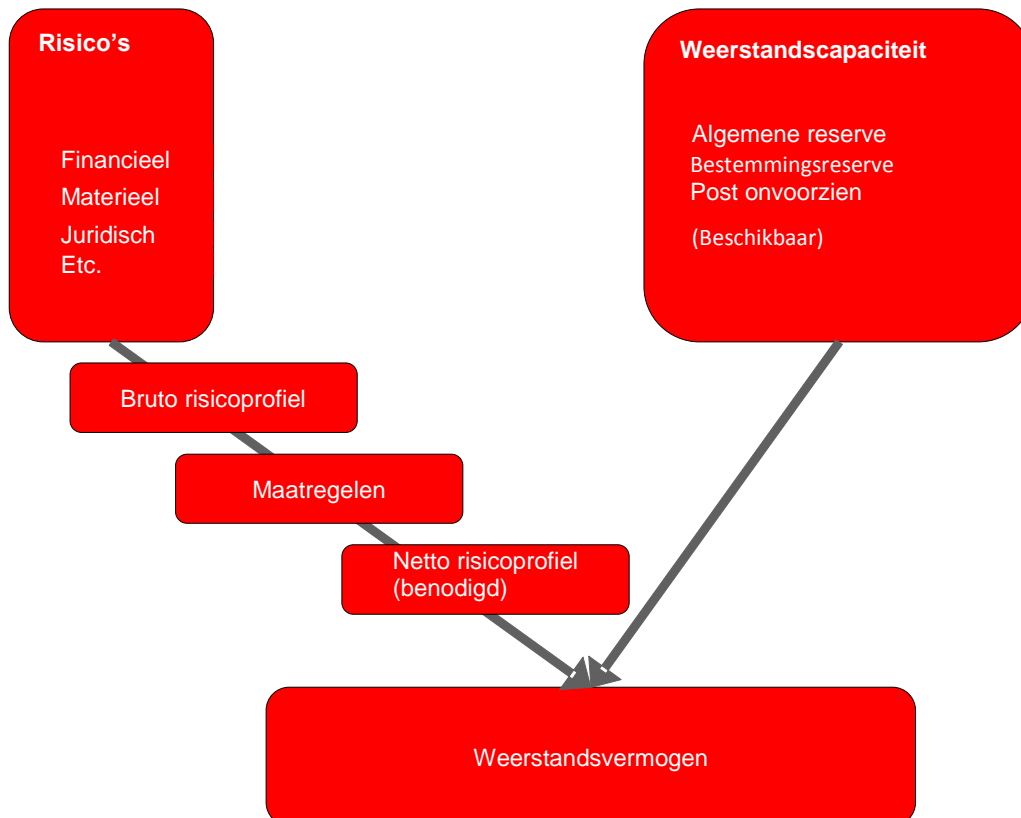 Risico’s
Financieel
Materieel
Juridisch
Etc.
Weerstandscapaciteit
Algemene reserve
Bestemmingsreserve
Post onvoorzien
(Beschikbaar)
Bruto risicoprofiel
Maatregelen
Netto risicoprofiel
(benodigd)
Weerstandsvermogen